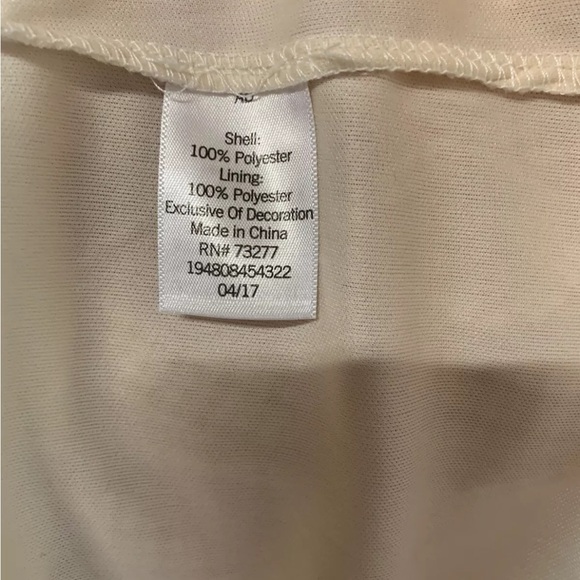 Shell:
100% Polyester
Lining:
100% Polyester
Exclusive Of Decoration
Made in China
RN# 73277
194808454322
04/17